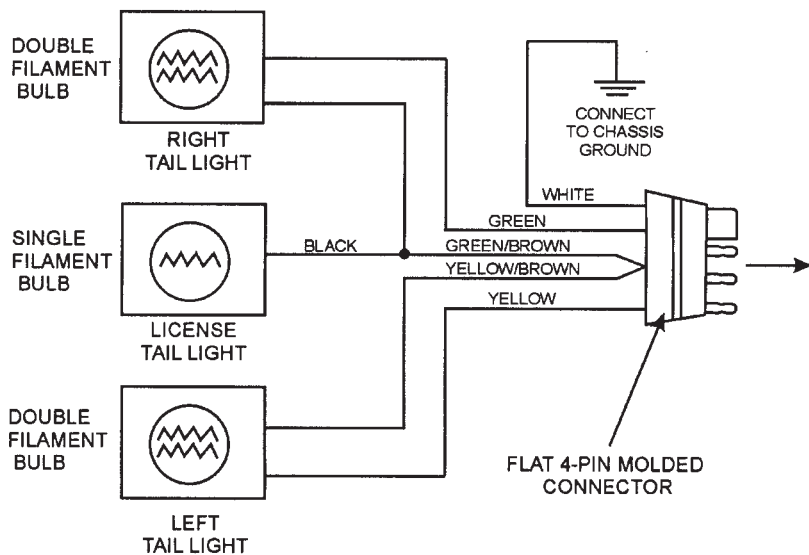 DOUBLE
FILAMENT
BULB
RIGHT
TAIL LIGHT
CONNECT
TO CHASSIS
GROUND
WHITE
GREEN
SINGLE
FILAMENT
BULB
BLACK
GREEN/BROWN
YELLOW/BROWN
YELLOW
LICENSE
TAIL LIGHT
DOUBLE
FILAMENT
BULB
FLAT 4-PIN MOLDED
CONNECTOR
LEFT
TAIL LIGHT